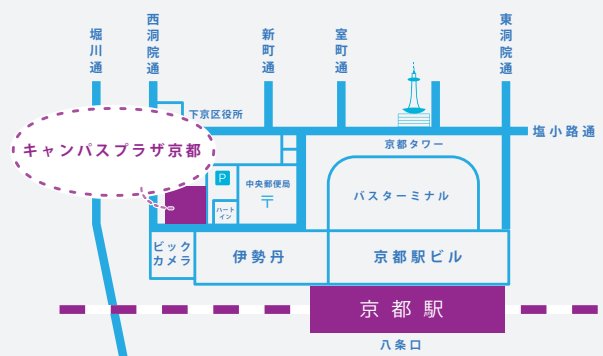 堀川通
西洞院通
新町通
室町通
東洞院通
下京区役所
塩小路通
京都タワー
キャンパスプラザ京都
P
中央郵便局
〒
バスターミナル
ハート
イン
ビック
カメラ
伊勢丹
京都駅ビル
京都駅
八条口